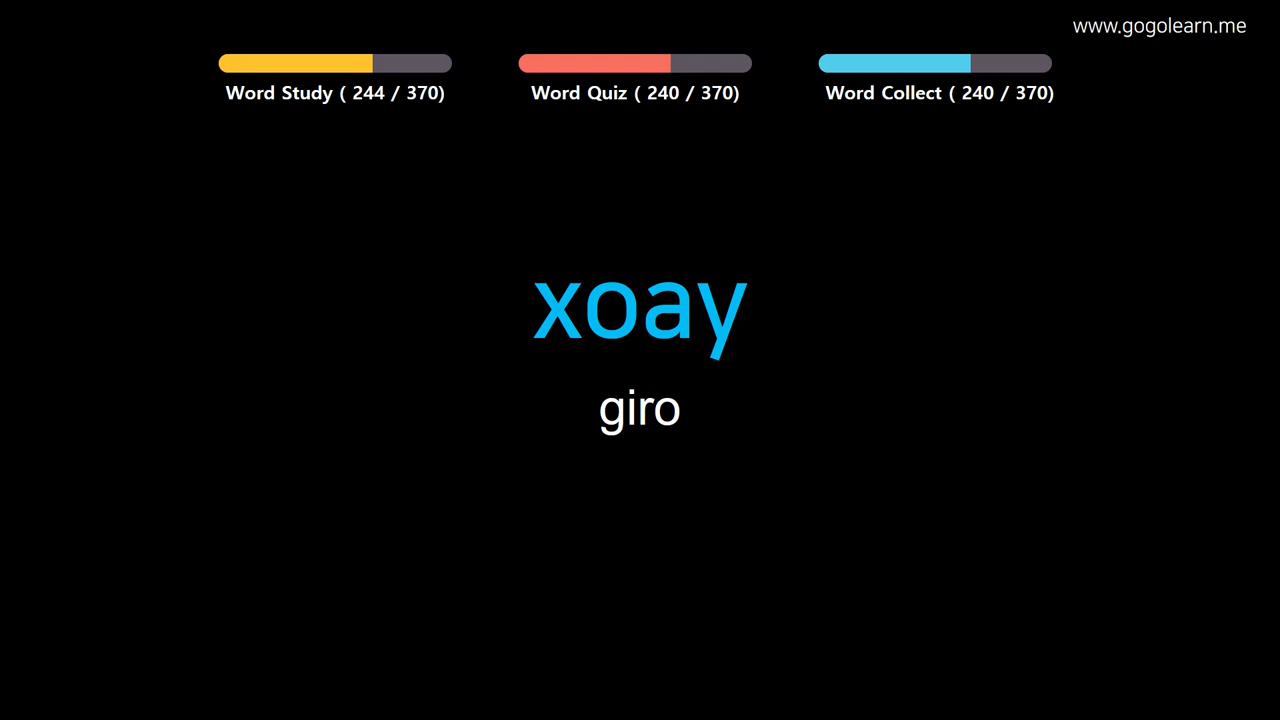 www.gogolearn.me
Word Study ( 244 / 370)
Word Quiz ( 240 / 370)
Word Collect ( 240 / 370)
xoay
giro